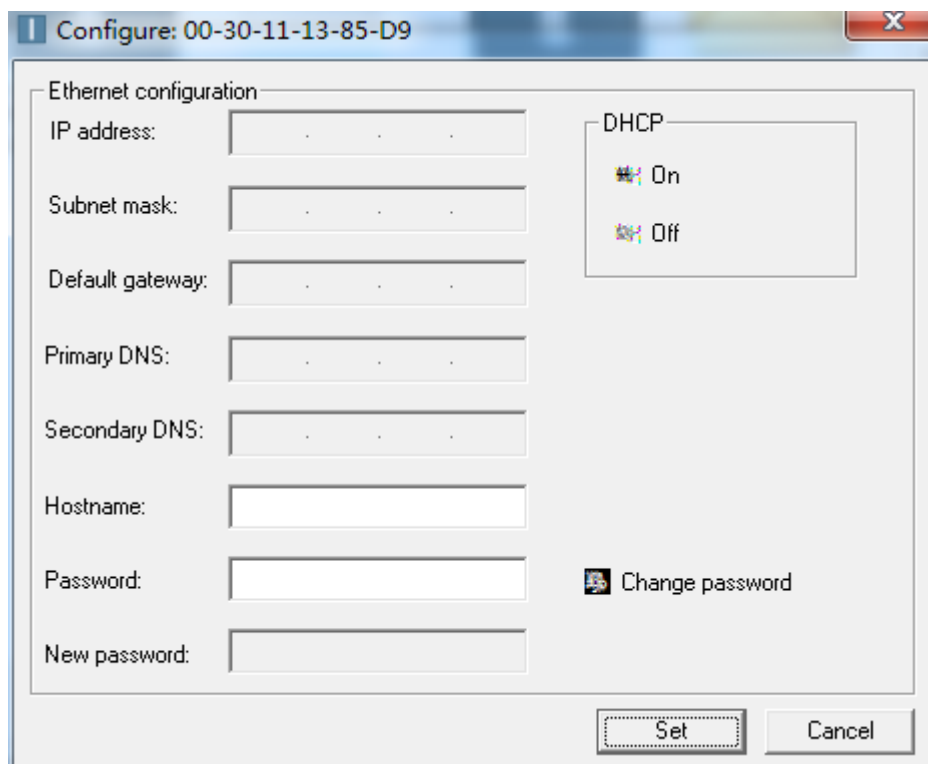 Configure: 00-30-11-13-85-D9
Ethernet configuration
IP address:
DHCP
On
Subnet mask:
Off
Default gateway:
Primary DNS:
Secondary DNS:
Hostname:
Password:
Change password
New password:
Set
Cancel